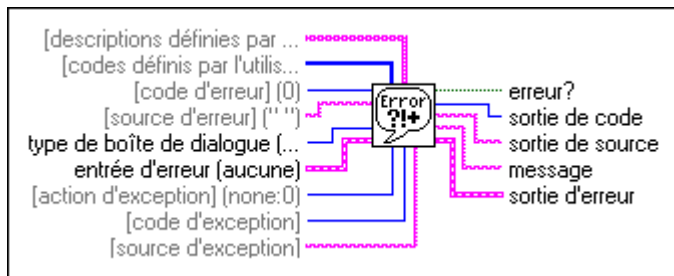 [descriptions définies par ...
[codes définis par l'utilis...
[code d'erreur] (0)
[source d'erreur] (" ")
type de boîte de dialogue (...
entrée d'erreur (aucune)
[action d'exception] (none:0)
[code d'exception]
[source d'exception]
Error
?!+
erreur?
sortie de code
sortie de source
message
sortie d'erreur